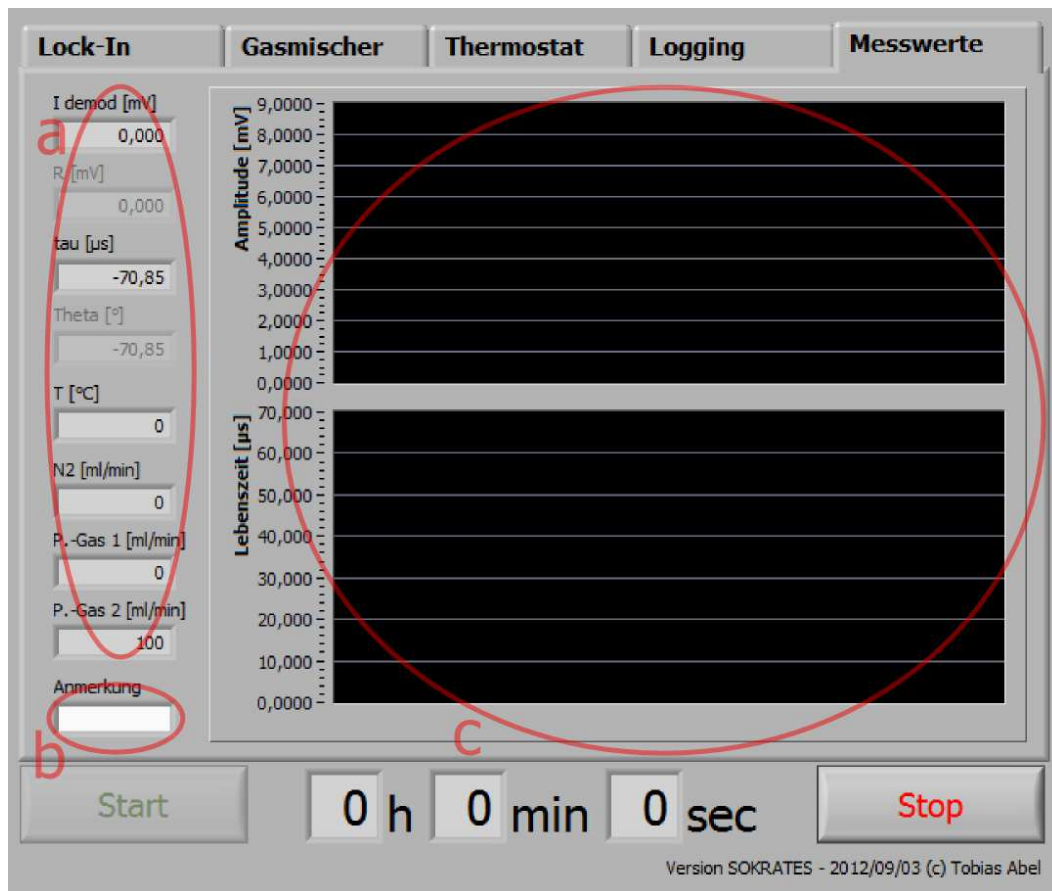 Lock-In Gasmischer Thermostat Logging Messwerte
a
I demod [mV]
0,000
R [mV]
0,000
tau [µs]
-70,85
Theta [°]
-70,85
T [°C]
0
N2 [ml/min]
0
P.-Gas 1 [ml/min]
0
P.-Gas 2 [ml/min]
100
Anmerkung
b
Amplitude [mV]
9,0000
8,0000
7,0000
6,0000
5,0000
4,0000
3,0000
2,0000
1,0000
0,0000
Lebenszeit [µs]
70,000
60,000
50,000
40,000
30,000
20,000
10,000
0,0000
c
Start 0 h 0 min 0 sec Stop
Version SOKRATES - 2012/09/03 (c) Tobias Abel